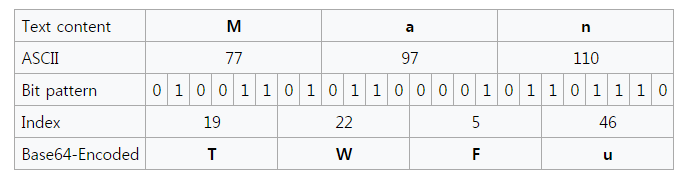 Text content M a n
ASCII 77 97 110
Bit pattern 0 1 0 0 1 1 0 1 0 1 1 0 0 0 0 1 0 1 1 0 1 1 1 0
Index 19 22 5 46
Base64-Encoded T W F u